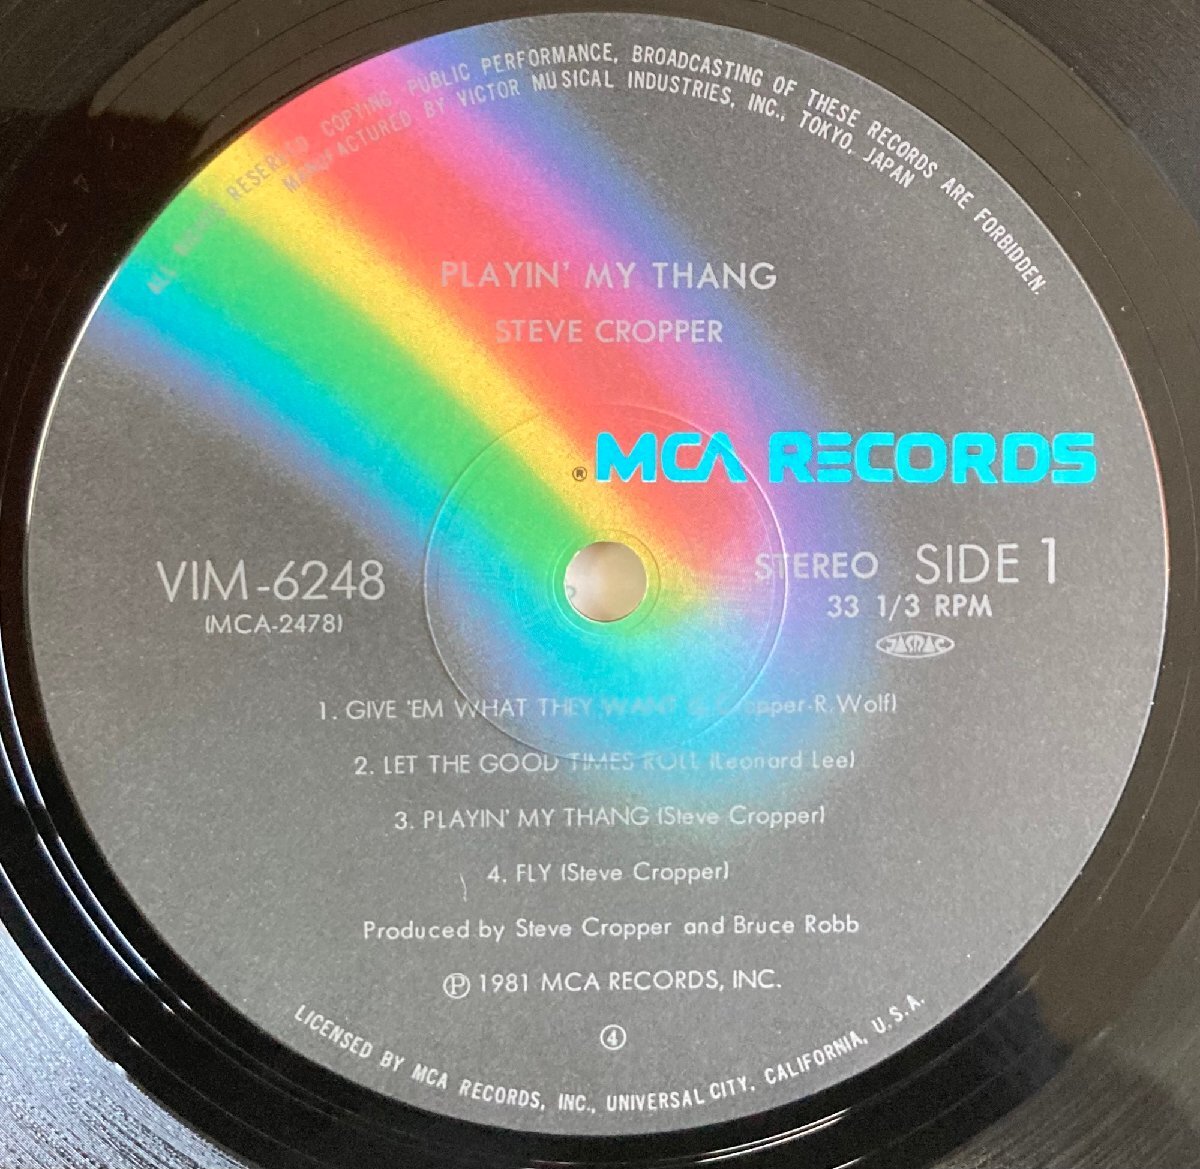 ALL RIGHTS RESERVED COPYING PUBLIC PERFORMANCE, BROADCASTING OF THESE RECORDS ARE FORBIDDEN.
MANUFACTURED BY VICTOR MUSICAL INDUSTRIES, INC., TOKYO, JAPAN
PLAYIN' MY THANG
STEVE CROPPER
® MCA RECORDS
VIM-6248
(MCA-2478)
STEREO SIDE 1
33 1/3 RPM
JASRAC
1. GIVE 'EM WHAT THEY WANT Cropper-R. Wolf)
2. LET THE GOOD TIMES ROLL (Leonard Lee)
3. PLAYIN' MY THANG (Steve Cropper)
4. FLY (Steve Cropper)
Produced by Steve Cropper and Bruce Robb
Ⓟ 1981 MCA RECORDS, INC.
④
LICENSED BY MCA RECORDS, INC., UNIVERSAL CITY, CALIFORNIA, U.S.A.